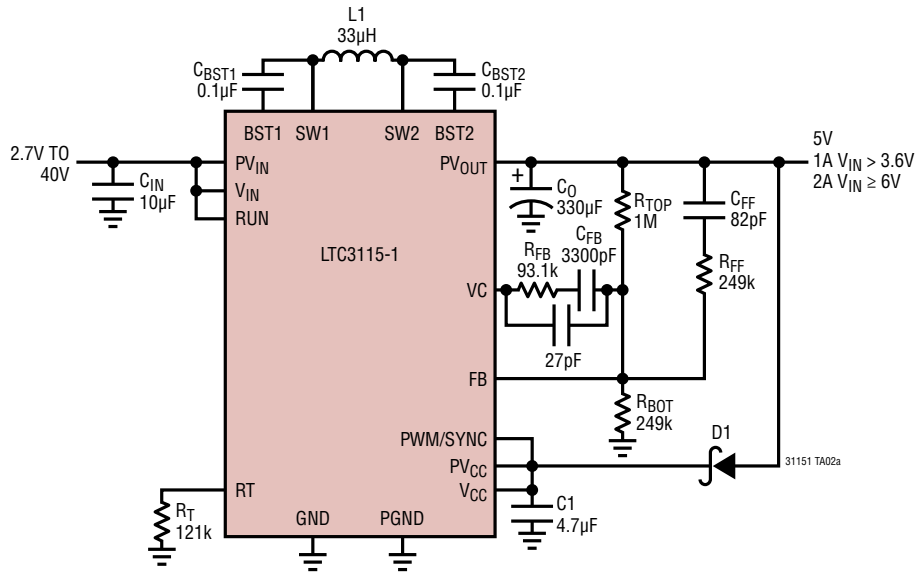 L1
33µH
CBST1
0.1µF
CBST2
0.1µF
BST1 SW1 SW2 BST2
2.7V TO
40V
CIN
10µF
PVIN
VIN
RUN
LTC3115-1
PVOUT
VC
FB
PWM/SYNC
PVCC
VCC
RT
GND
PGND
RT
121k
+
CO
330µF
RTOP
1M
CFF
82pF
RFF
249k
RFB
93.1k
CFB
3300pF
27pF
RBOT
249k
D1
C1
4.7µF
5V
1A VIN > 3.6V
2A VIN ≥ 6V
31151 TA02a